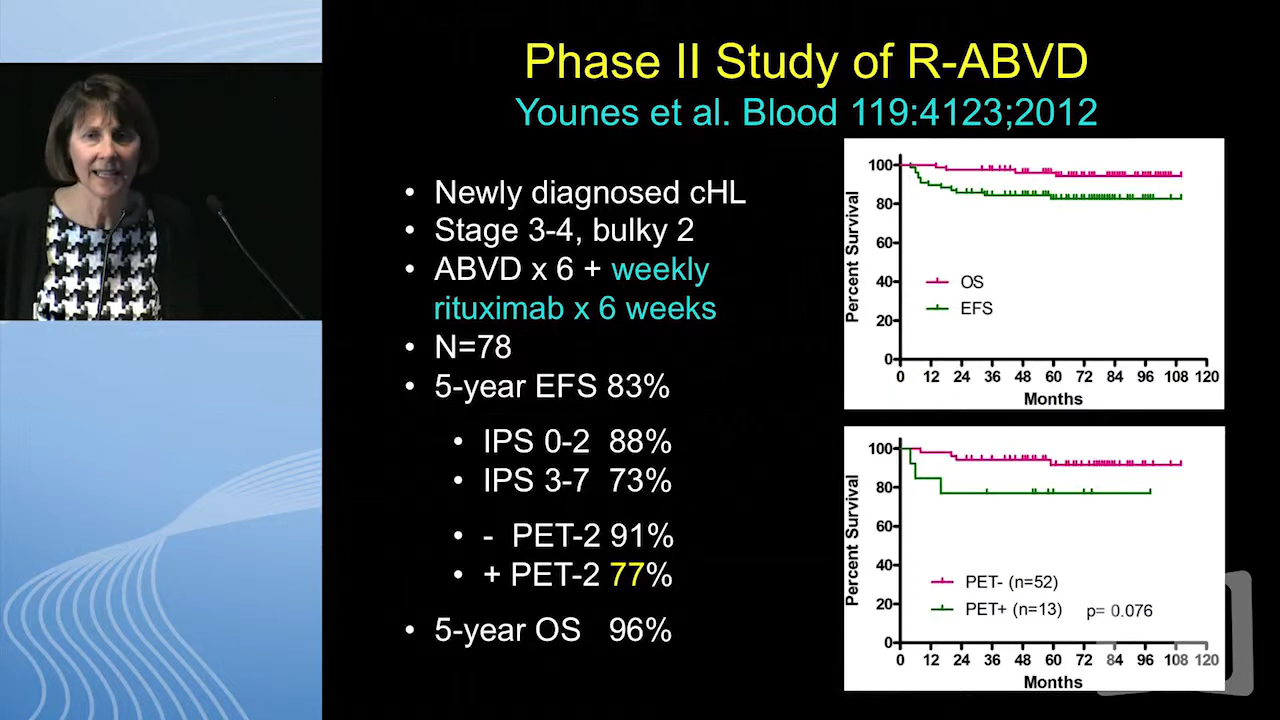 Phase II Study of R-ABVD
Younes et al. Blood 119:4123;2012
• Newly diagnosed cHL
• Stage 3-4, bulky 2
• ABVD x 6 + weekly
rituximab x 6 weeks
• N=78
• 5-year EFS 83%
• IPS 0-2 88%
• IPS 3-7 73%
• - PET-2 91%
• + PET-2 77%
• 5-year OS 96%
Percent Survival
100
80
60
40
20
0
OS
EFS
0 12 24 36 48 60 72 84 96 108 120
Months
Percent Survival
100
80
60
40
20
0
PET- (n=52)
PET+ (n=13) p= 0.076
0 12 24 36 48 60 72 84 96 108 120
Months